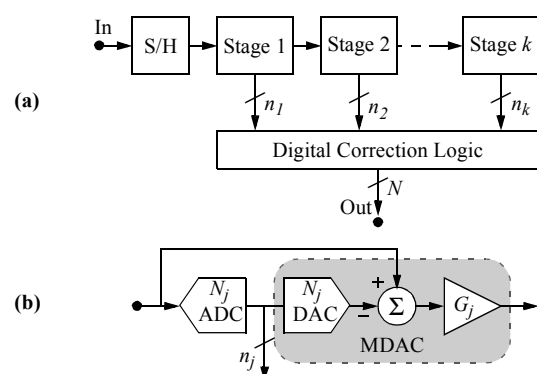 In
S/H
Stage 1
Stage 2
Stage k
(a)
n1
n2
nk
Digital Correction Logic
N
Out
(b)
Nj
ADC
Nj
DAC
+
−
Σ
Gj
nj
MDAC